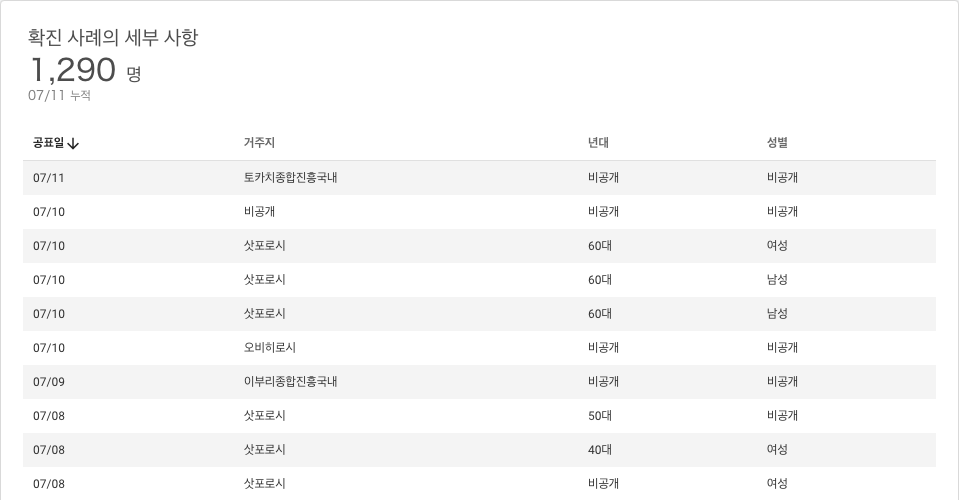 확진 사례의 세부 사항
1,290 명
07/11 누적
공표일↓ 거주지 년대 성별
07/11 토카치종합진흥국내 비공개 비공개
07/10 비공개 비공개 비공개
07/10 삿포로시 60대 여성
07/10 삿포로시 60대 남성
07/10 삿포로시 60대 남성
07/10 오비히로시 비공개 비공개
07/09 이부리종합진흥국내 비공개 비공개
07/08 삿포로시 50대 비공개
07/08 삿포로시 40대 여성
07/08 삿포로시 비공개 여성